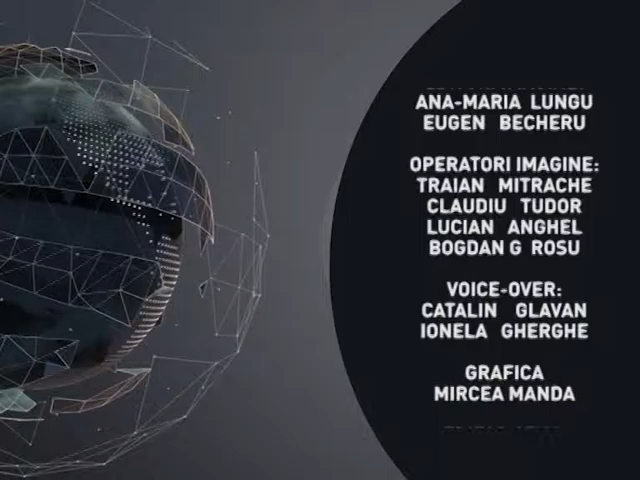 ANA-MARIA LUNGU
EUGEN BECHERU
OPERATORI IMAGINE:
TRAIAN MITRACHE
CLAUDIU TUDOR
LUCIAN ANGHEL
BOGDAN G ROSU
VOICE-OVER:
CATALIN GLAVAN
IONELA GHERGHE
GRAFICA
MIRCEA MANDA